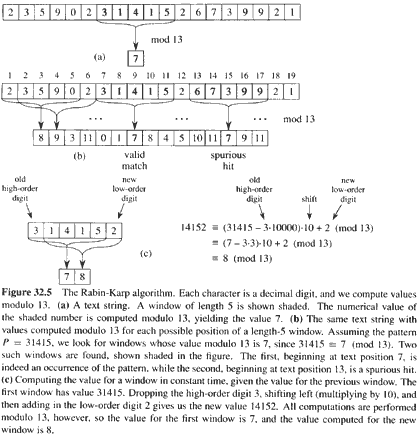 2 3 5 9 0 2 3 1 4 1 5 2 6 7 3 9 9 2 1
mod 13
(a) 7
1 2 3 4 5 6 7 8 9 10 11 12 13 14 15 16 17 18 19
2 3 5 9 0 2 3 1 4 1 5 2 6 7 3 9 9 2 1
... ... ... mod 13
8 9 3 11 0 1 7 8 4 5 10 11 7 9 11
(b) valid match spurious hit
old high-order digit new low-order digit
3 1 4 1 5 2
(c)
7 8
old high-order digit shift new low-order digit
14152 ≡ (31415 − 3·10000)·10 + 2 (mod 13)
≡ (7 − 3·3)·10 + 2 (mod 13)
≡ 8 (mod 13)
Figure 32.5 The Rabin-Karp algorithm. Each character is a decimal digit, and we compute values
modulo 13. (a) A text string. A window of length 5 is shown shaded. The numerical value of
the shaded number is computed modulo 13, yielding the value 7. (b) The same text string with
values computed modulo 13 for each possible position of a length-5 window. Assuming the pattern
P = 31415, we look for windows whose value modulo 13 is 7, since 31415 ≡ 7 (mod 13). Two
such windows are found, shown shaded in the figure. The first, beginning at text position 7, is
indeed an occurrence of the pattern, while the second, beginning at text position 13, is a spurious hit.
(c) Computing the value for a window in constant time, given the value for the previous window. The
first window has value 31415. Dropping the high-order digit 3, shifting left (multiplying by 10), and
then adding in the low-order digit 2 gives us the new value 14152. All computations are performed
modulo 13, however, so the value for the first window is 7, and the value computed for the new
window is 8.